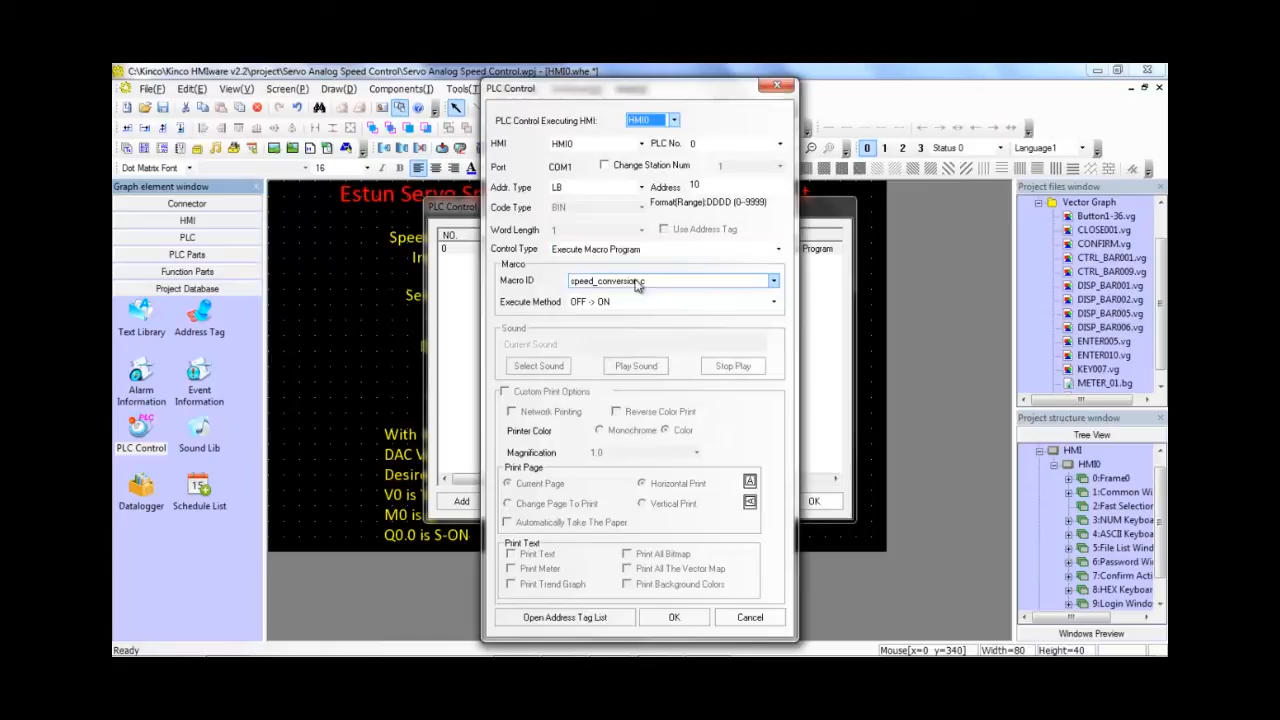 C:\Kinco\Kinco HMIware v2.2\project\Servo Analog Speed Control\Servo Analog Speed Control.wpj - [HMI0.whe *]
File(F) Edit(E) View(V) Screen(P) Draw(D) Components(J) Tools(
0 1 2 3 Status 0 Language1
Dot Matrix Font 16
Graph element window
Connector
HMI
PLC
PLC Parts
Function Parts
Project Database
Text Library Address Tag
Alarm Information
Event Information
PLC Control Sound Lib
Datalogger Schedule List
Estun Servo Sp
t
Spee
In
Se
With
DAC V
Desire
V0 is
M0 is
Q0.0 is S-ON
PLC Control
NO.
0
Program
Add
OK
PLC Control
PLC Control Executing HMI: HMI0
HMI HMI0 PLC No. 0
Port COM1 Change Station Num 1
Addr. Type LB Address 10
Code Type BIN Format(Range):DDDD (0~9999)
Word Length 1 Use Address Tag
Control Type Execute Macro Program
Marco
Macro ID speed_conversion.c
Execute Method OFF -> ON
Sound
Current Sound
Select Sound Play Sound Stop Play
Custom Print Options
Network Printing Reverse Color Print
Printer Color Monochrome Color
Magnification 1.0
Print Page
Current Page Horizontal Print
Change Page To Print Vertical Print
Automatically Take The Paper
Print Text
Print Text Print All Bitmap
Print Meter Print All The Vector Map
Print Trend Graph Print Background Colors
Open Address Tag List OK Cancel
Project files window
Vector Graph
Button1-36.vg
CLOSE001.vg
CONFIRM.vg
CTRL_BAR001.vg
CTRL_BAR009.vg
DISP_BAR001.vg
DISP_BAR002.vg
DISP_BAR005.vg
DISP_BAR006.vg
ENTER005.vg
ENTER010.vg
KEY007.vg
METER_01.bg
Project structure window
Tree View
HMI
HMI0
0:Frame0
1:Common Wi
2:Fast Selection
3:NUM Keyboa
4:ASCII Keyboa
5:File List Wind
6:Password Wi
7:Confirm Acti
8:HEX Keyboar
9:Login Windo
Windows Preview
Ready Mouse[x=0 y=340] Width=80 Height=40